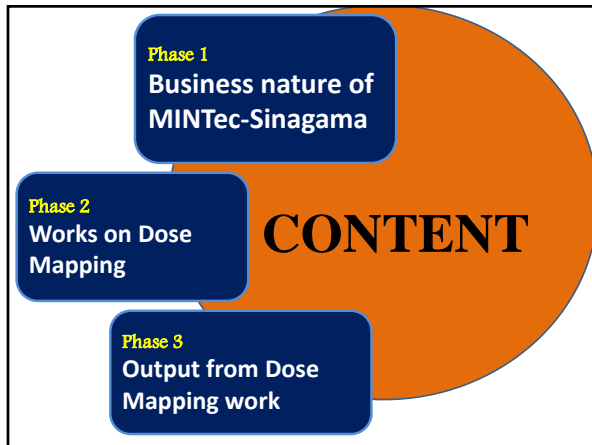 Phase 1
Business nature of
MINTec-Sinagama
Phase 2
Works on Dose
Mapping
CONTENT
Phase 3
Output from Dose
Mapping work